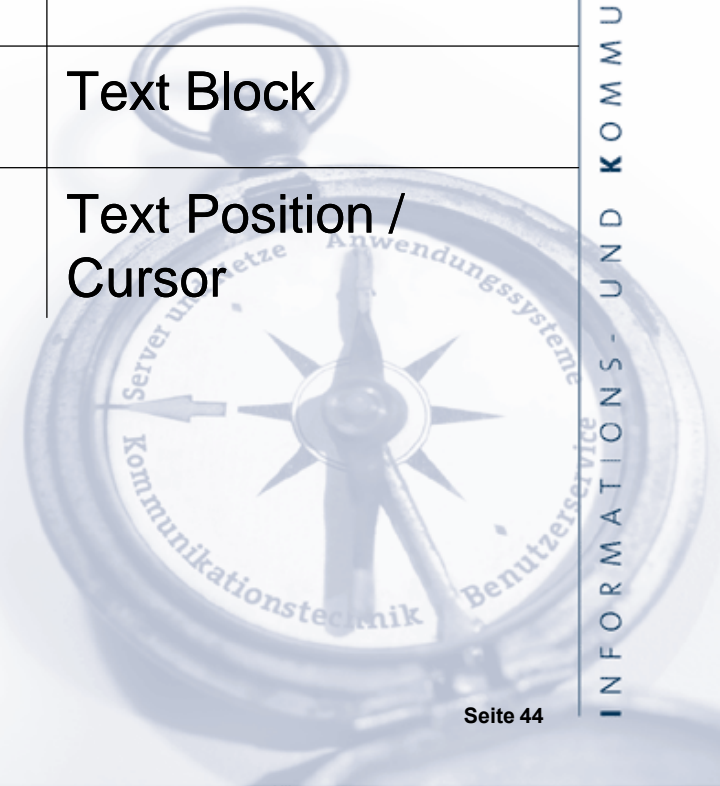 Text Block
Text Position /
Cursor
Server und Netze
Anwendungssysteme
Kommunikationstechnik
Benutzerservice
Seite 44
INFORMATIONS- UND KOMMU